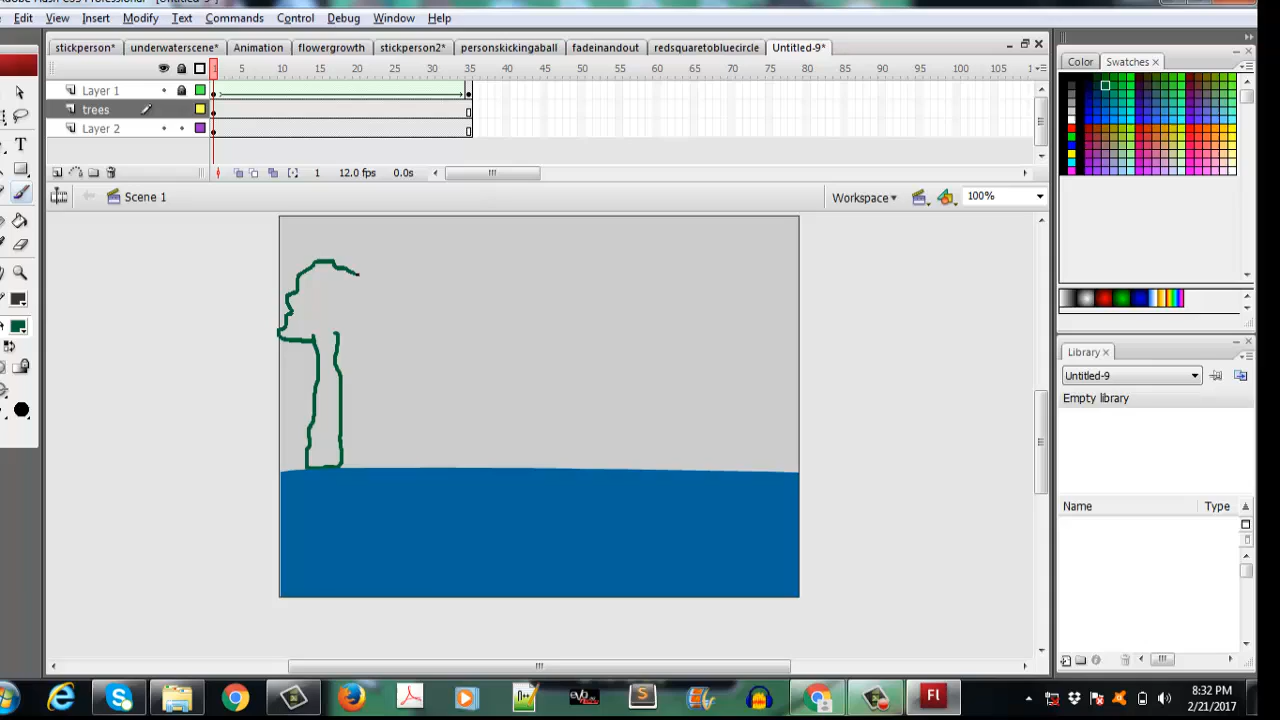 Edit View Insert Modify Text Commands Control Debug Window Help
stickperson* underwaterscene* Animation flowergrowth stickperson2* personskickingaball fadeinandout redsquaretobluecircle Untitled-9*
1 5 10 15 20 25 30 35 40 45 50 55 60 65 70 75 80 85 90 95 100 105 1
Layer 1
trees
Layer 2
1 12.0 fps 0.0s
Scene 1
Workspace
100%
Color Swatches ×
Library ×
Untitled-9
Empty library
Name Type
T
Fl
8:32 PM
2/21/2017